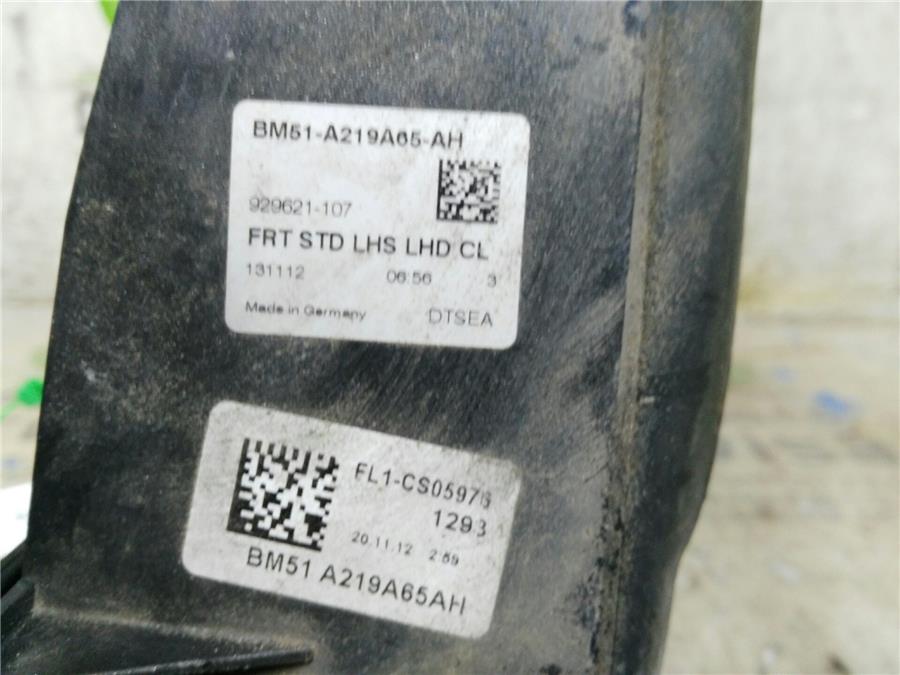 BM51-A219A65-AH
929621-107
FRT STD LHS LHD CL
131112 06:56 3
Made in Germany DTSEA
FL1-CS05976
1293
20.11.12 2:59
BM51 A219A65AH